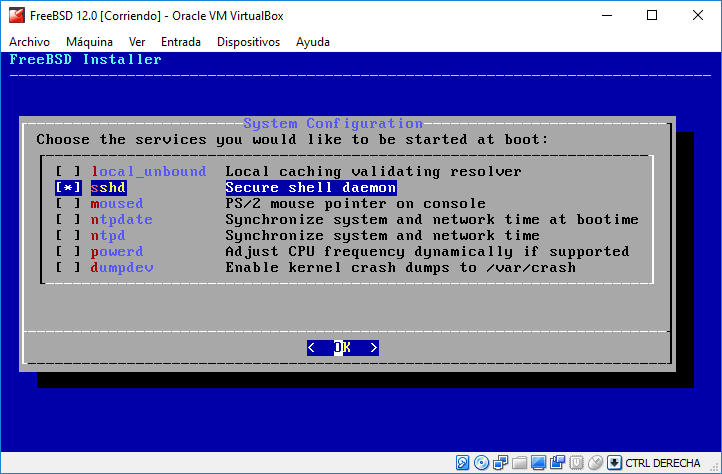 FreeBSD 12.0 [Corriendo] - Oracle VM VirtualBox
Archivo Máquina Ver Entrada Dispositivos Ayuda
FreeBSD Installer
System Configuration
Choose the services you would like to be started at boot:
[ ] local_unbound Local caching validating resolver
[*] sshd Secure shell daemon
[ ] moused PS/2 mouse pointer on console
[ ] ntpdate Synchronize system and network time at bootime
[ ] ntpd Synchronize system and network time
[ ] powerd Adjust CPU frequency dynamically if supported
[ ] dumpdev Enable kernel crash dumps to /var/crash
< OK >
CTRL DERECHA